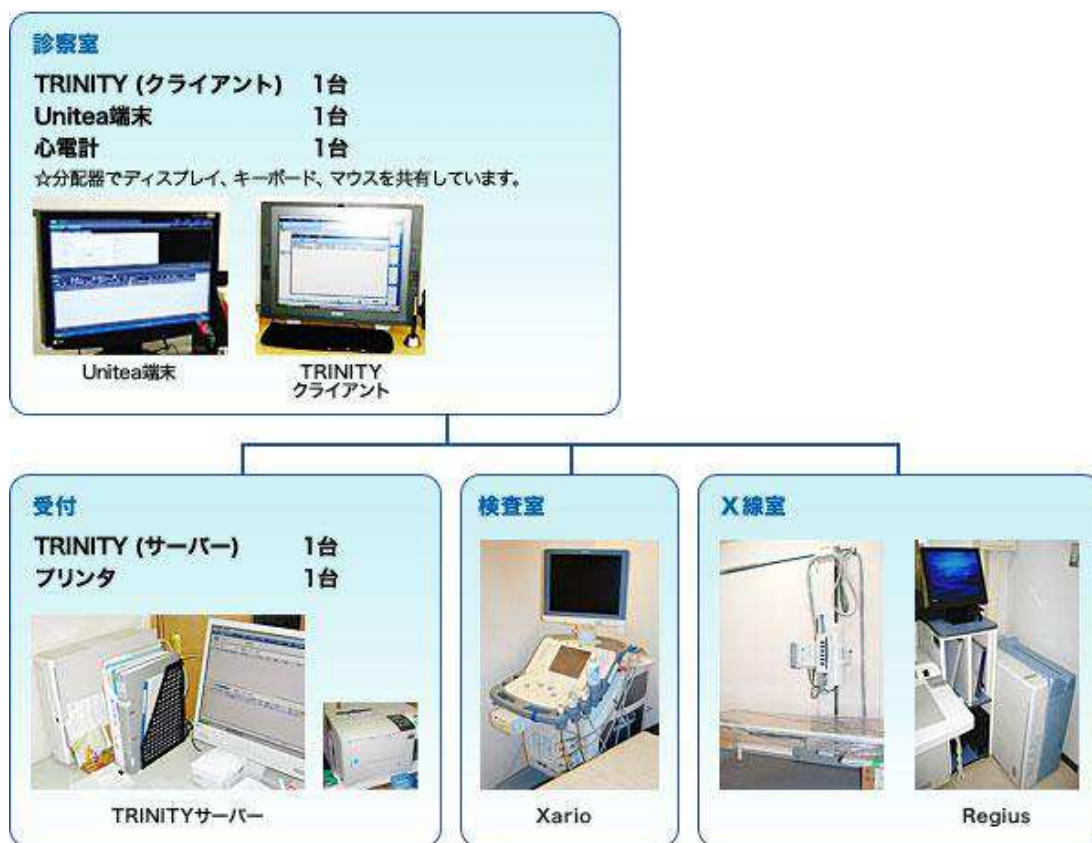 診察室
TRINITY (クライアント) 1台
Unitea端末 1台
心電計 1台
☆分配器でディスプレイ、キーボード、マウスを共有しています。
Unitea端末
TRINITY
クライアント
受付
TRINITY (サーバー) 1台
プリンタ 1台
TRINITYサーバー
検査室
Xario
X線室
Regius